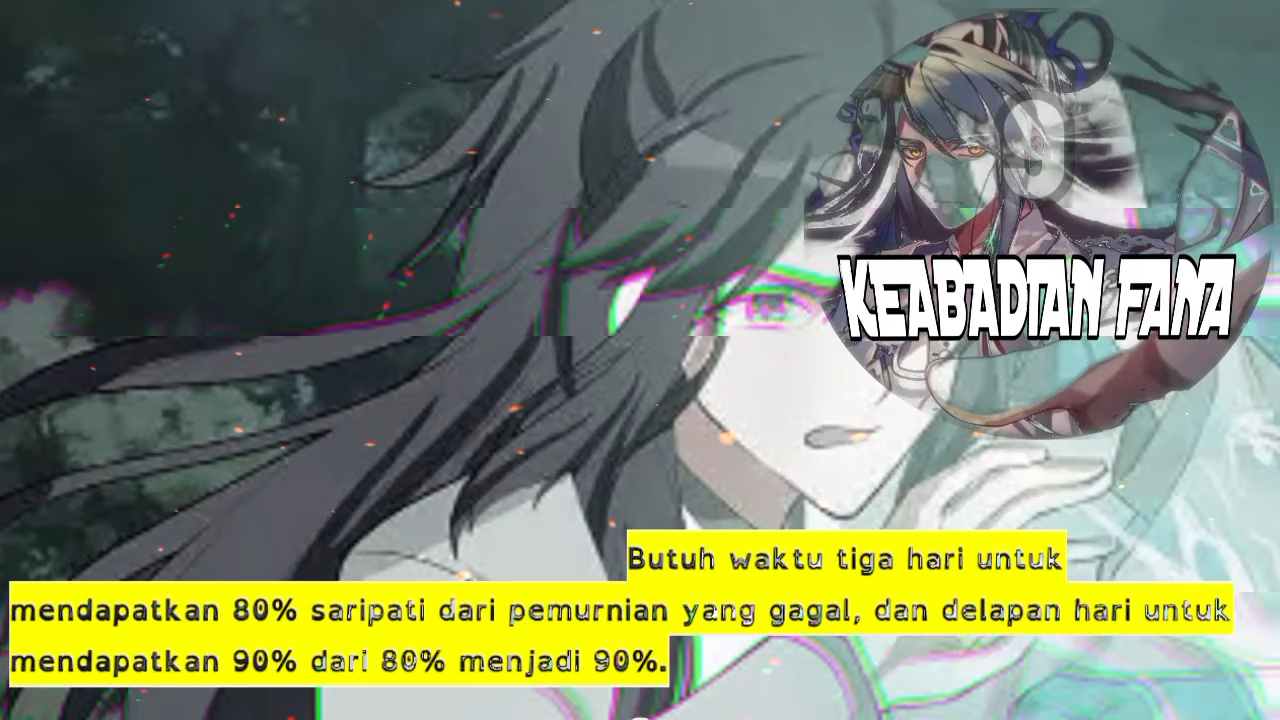 KEABADIAN FANA
Butuh waktu tiga hari untuk
mendapatkan 80% saripati dari pemurnian yang gagal, dan delapan hari untuk
mendapatkan 90% dari 80% menjadi 90%.